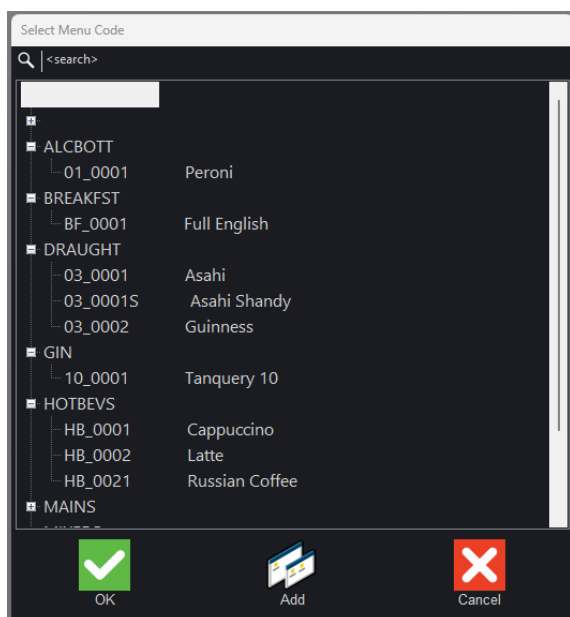 Select Menu Code
<search>
ALCBOTT
01_0001 Peroni
BREAKFST
BF_0001 Full English
DRAUGHT
03_0001 Asahi
03_0001S Asahi Shandy
03_0002 Guinness
GIN
10_0001 Tanquery 10
HOTBEVS
HB_0001 Cappuccino
HB_0002 Latte
HB_0021 Russian Coffee
MAINS
OK Add Cancel